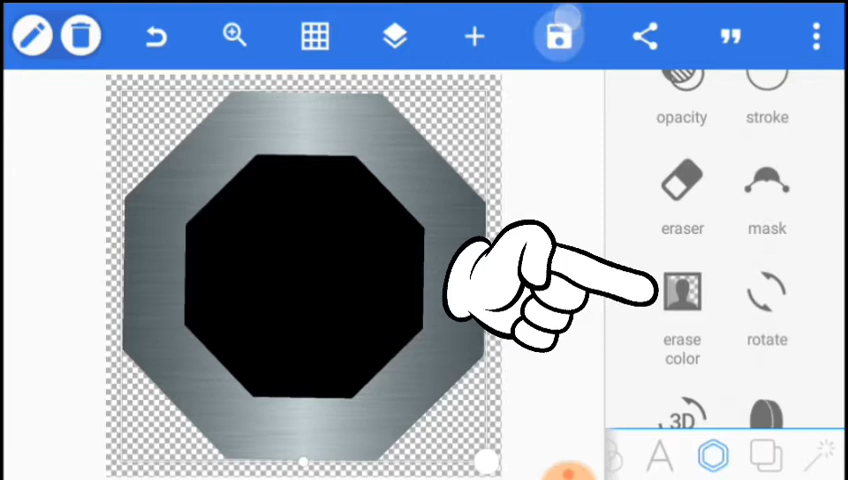 opacity stroke
eraser mask
erase color rotate
3D
A